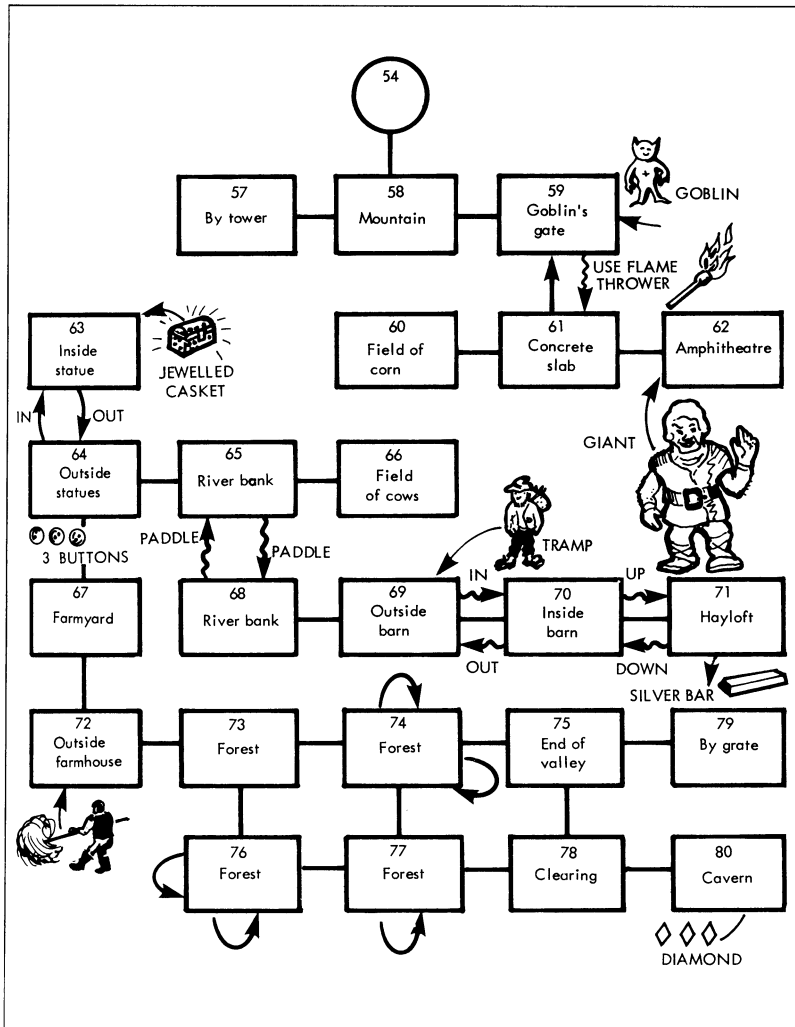 54
57
By tower
58
Mountain
59
Goblin's
gate
GOBLIN
USE FLAME
THROWER
60
Field of
corn
61
Concrete
slab
62
Amphitheatre
63
Inside
statue
JEWELLED
CASKET
IN
OUT
GIANT
64
Outside
statues
65
River bank
66
Field
of cows
3 BUTTONS
PADDLE
PADDLE
TRAMP
67
Farmyard
68
River bank
69
Outside
barn
IN
OUT
70
Inside
barn
UP
DOWN
71
Hayloft
SILVER BAR
72
Outside
farmhouse
73
Forest
74
Forest
75
End of
valley
79
By grate
76
Forest
77
Forest
78
Clearing
80
Cavern
DIAMOND